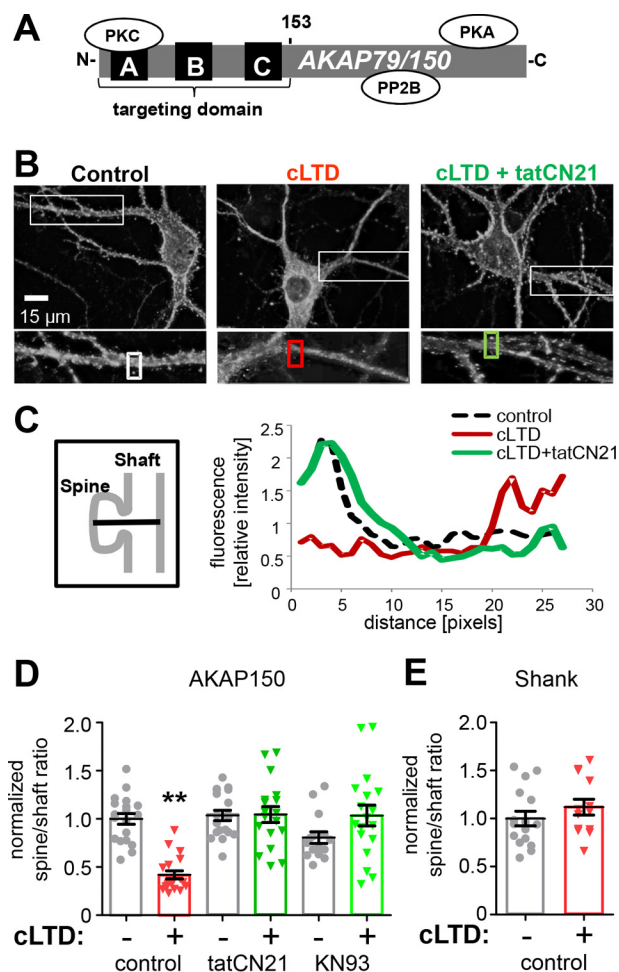 A
PKC
153
PKA
N-
A
B
C
AKAP79/150
-C
targeting domain
PP2B
B
Control
cLTD
cLTD + tatCN21
15 µm
C
Spine
Shaft
control
cLTD
cLTD+tatCN21
fluorescence
[relative intensity]
2.5
2
1.5
1
0.5
0
0
5
10
15
20
25
30
distance [pixels]
D
AKAP150
normalized
spine/shaft ratio
2.0
1.5
1.0
0.5
0.0
**
cLTD:
-
+
-
+
-
+
control
tatCN21
KN93
E
Shank
normalized
spine/shaft ratio
2.0
1.5
1.0
0.5
0.0
cLTD:
-
+
control